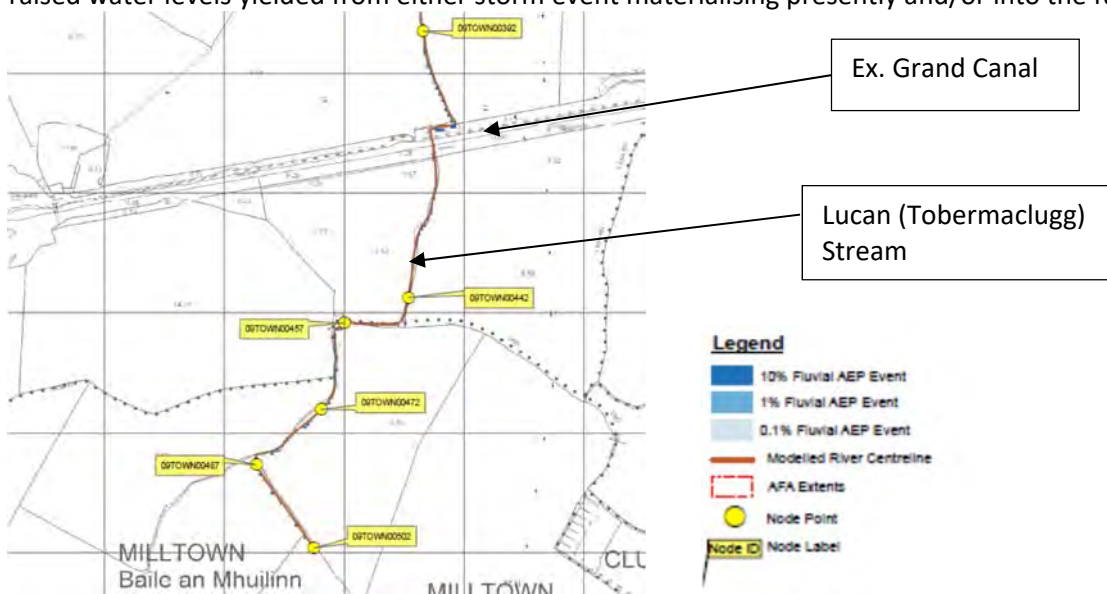 raised water levels yielded from either storm event materialising presently and/or into the
09TOWN00392
Ex. Grand Canal
Lucan (Tobermaclugg)
Stream
09TOWN00442
09TOWN00457
09TOWN00472
09TOWN00487
09TOWN00502
MILLTOWN
Baile an Mhuilinn
MILLTOWN
CLU
Legend
10% Fluvial AEP Event
1% Fluvial AEP Event
0.1% Fluvial AEP Event
Modelled River Centreline
AFA Extents
Node Point
Node ID Node Label